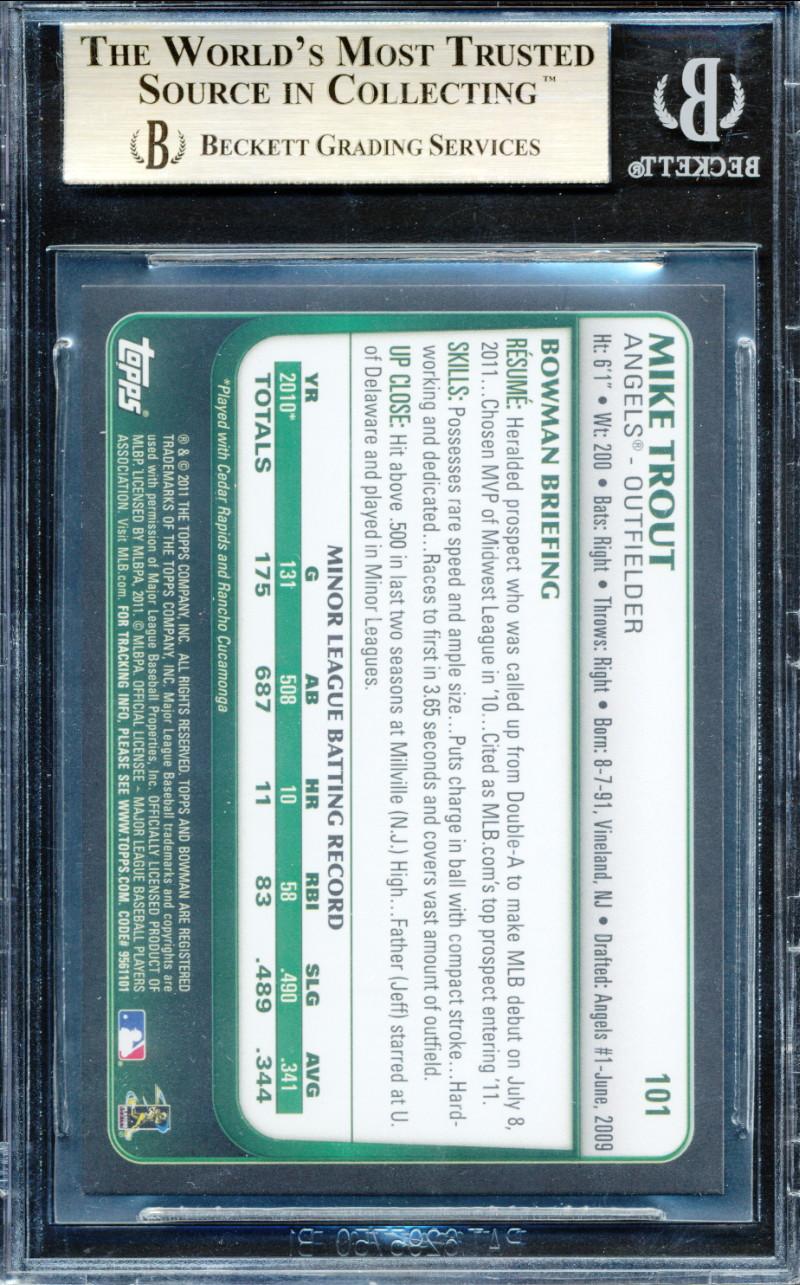 THE WORLD'S MOST TRUSTED
SOURCE IN COLLECTING™
B BECKETT GRADING SERVICES
B
BECKETT®
MIKE TROUT 101
ANGELS® - OUTFIELDER
Ht: 6'1" • Wt: 200 • Bats: Right • Throws: Right • Born: 8-7-91, Vineland, NJ • Drafted: Angels #1-June, 2009
BOWMAN BRIEFING
RÉSUMÉ: Heralded prospect who was called up from Double-A to make MLB debut on July 8,
2011...Chosen MVP of Midwest League in '10...Cited as MLB.com's top prospect entering '11.
SKILLS: Possesses rare speed and ample size...Puts charge in ball with compact stroke...Hard-
working and dedicated...Races to first in 3.65 seconds and covers vast amount of outfield.
UP CLOSE: Hit above .500 in last two seasons at Millville (N.J.) High...Father (Jeff) starred at U.
of Delaware and played in Minor Leagues.
MINOR LEAGUE BATTING RECORD
YR G AB HR RBI SLG AVG
2010* 131 508 10 58 .490 .341
TOTALS 175 687 11 83 .489 .344
*Played with Cedar Rapids and Rancho Cucamonga
topps®
® & © 2011 THE TOPPS COMPANY, INC. ALL RIGHTS RESERVED. TOPPS AND BOWMAN ARE REGISTERED
TRADEMARKS OF THE TOPPS COMPANY, INC. Major League Baseball trademarks and copyrights are
used with permission of Major League Baseball Properties, Inc. OFFICIALLY LICENSED PRODUCT OF
MLBP. LICENSED BY MLBPA, 2011. © MLBPA. OFFICIAL LICENSEE - MAJOR LEAGUE BASEBALL PLAYERS
ASSOCIATION. Visit MLB.com. FOR TRACKING INFO, PLEASE SEE WWW.TOPPS.COM. CODE# 9561101